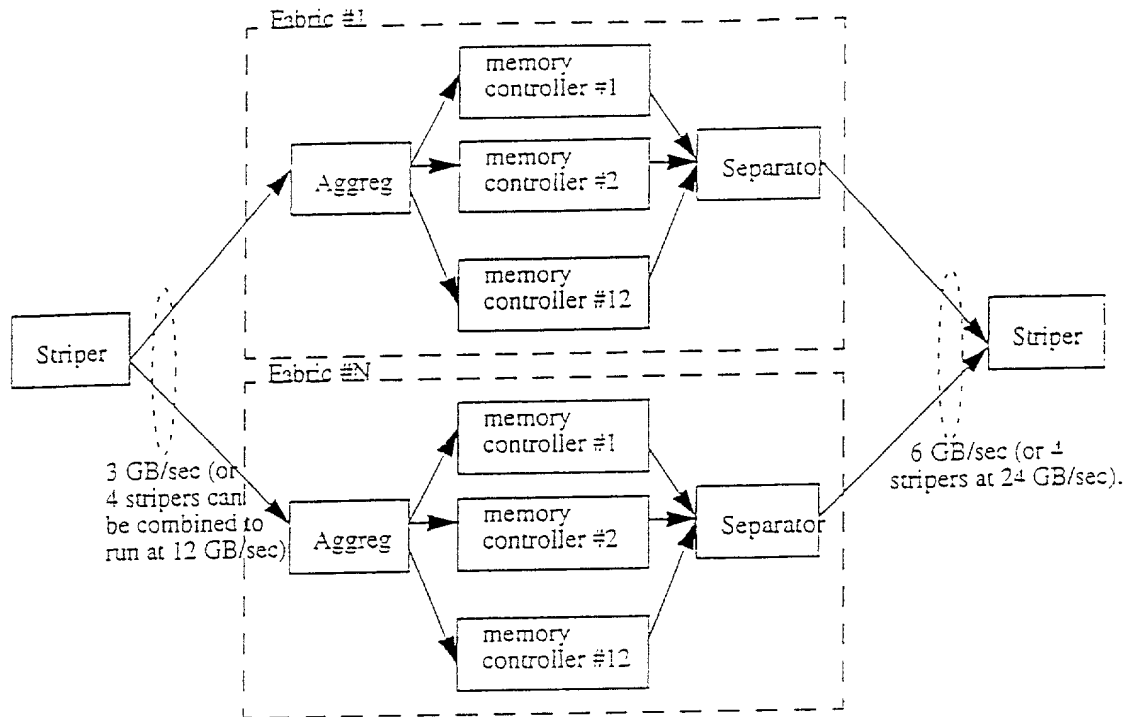 Fabric #1
memory
controller #1
memory
controller #2
memory
controller #12
Aggreg
Separator
Striper
Striper
Fabric #N
memory
controller #1
memory
controller #2
memory
controller #12
Aggreg
Separator
3 GB/sec (or
4 stripers can
be combined to
run at 12 GB/sec)
6 GB/sec (or 4
stripers at 24 GB/sec).